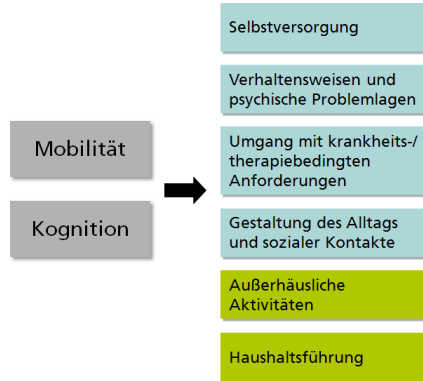 Mobilität
Kognition
Selbstversorgung
Verhaltensweisen und
psychische Problemlagen
Umgang mit krankheits-/
therapiebedingten
Anforderungen
Gestaltung des Alltags
und sozialer Kontakte
Außerhäusliche
Aktivitäten
Haushaltsführung